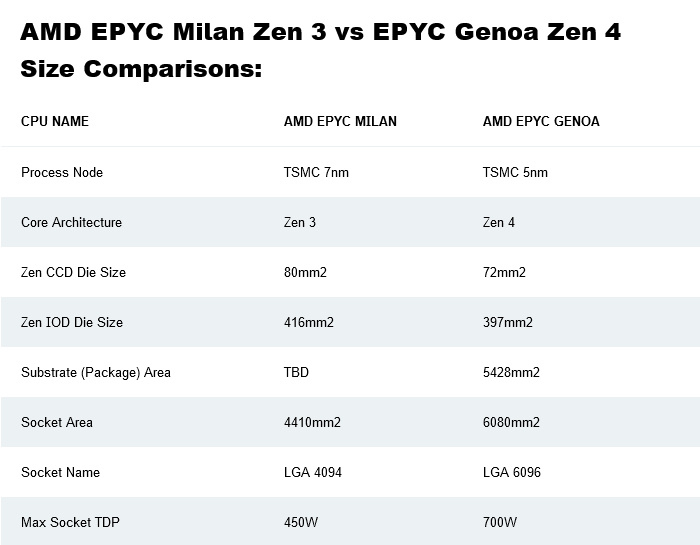 AMD EPYC Milan Zen 3 vs EPYC Genoa Zen 4
Size Comparisons:
CPU NAME AMD EPYC MILAN AMD EPYC GENOA
Process Node TSMC 7nm TSMC 5nm
Core Architecture Zen 3 Zen 4
Zen CCD Die Size 80mm2 72mm2
Zen IOD Die Size 416mm2 397mm2
Substrate (Package) Area TBD 5428mm2
Socket Area 4410mm2 6080mm2
Socket Name LGA 4094 LGA 6096
Max Socket TDP 450W 700W